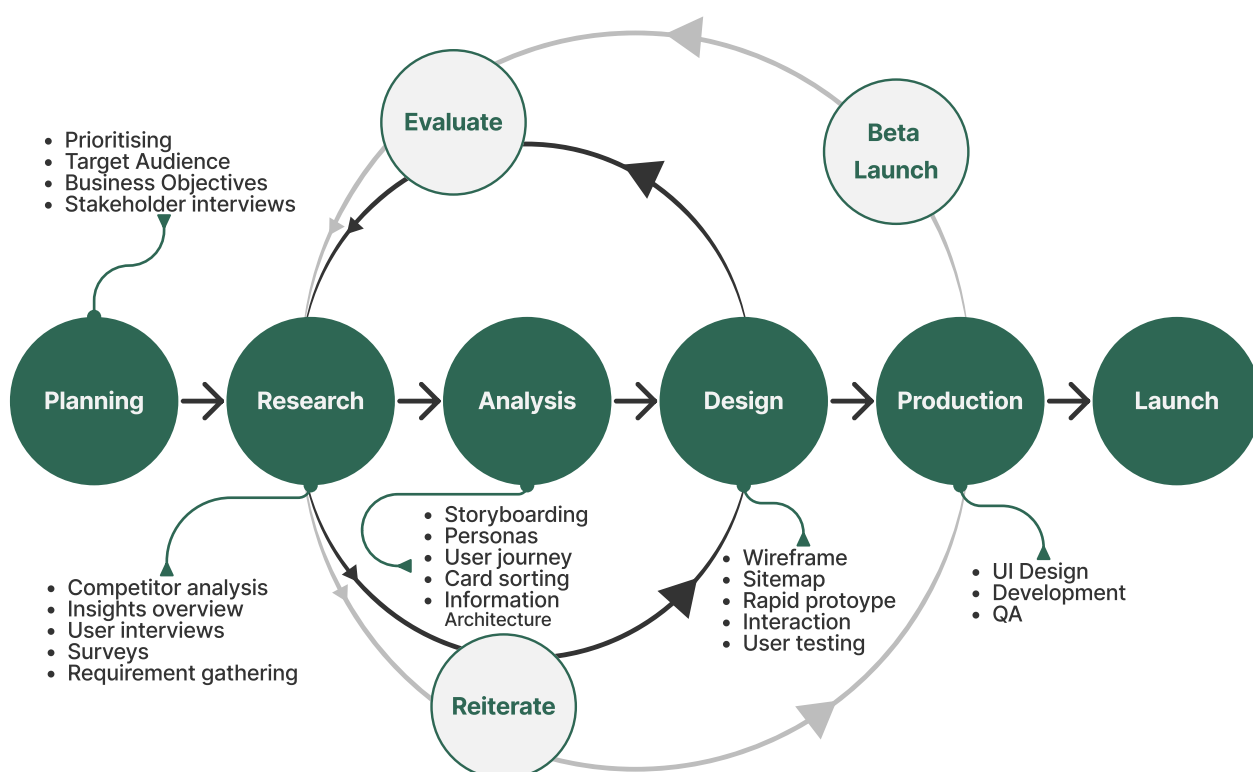 Evaluate
Beta
Launch
• Prioritising
• Target Audience
• Business Objectives
• Stakeholder interviews
Planning
Research
Analysis
Design
Production
Launch
• Competitor analysis
• Insights overview
• User interviews
• Surveys
• Requirement gathering
• Storyboarding
• Personas
• User journey
• Card sorting
• Information
Architecture
• Wireframe
• Sitemap
• Rapid protoype
• Interaction
• User testing
• UI Design
• Development
• QA
Reiterate